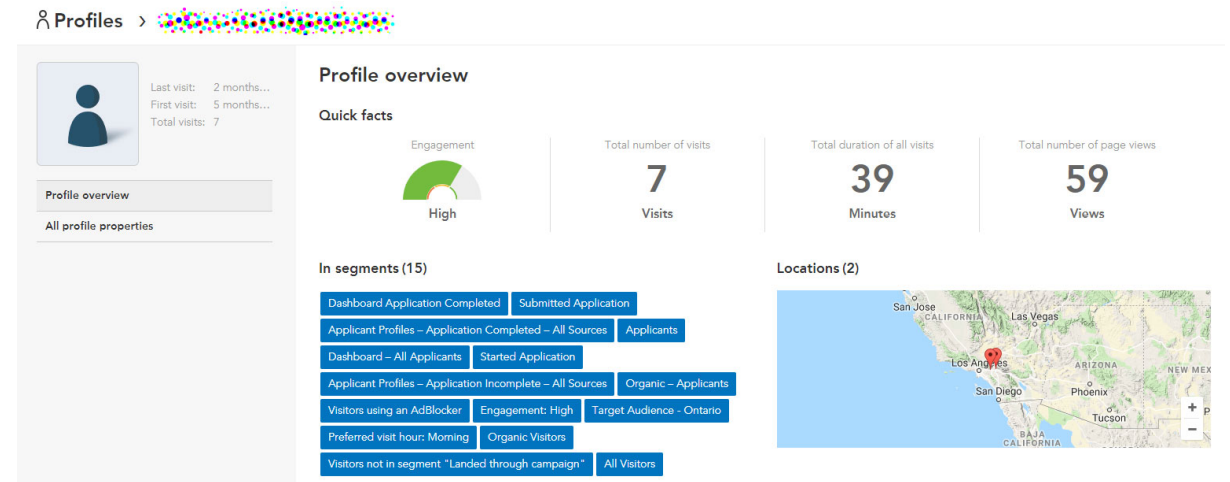 Profiles >
Last visit: 2 months...
First visit: 5 months...
Total visits: 7
Profile overview
All profile properties
Profile overview
Quick facts
Engagement
High
Total number of visits
7
Visits
Total duration of all visits
39
Minutes
Total number of page views
59
Views
In segments (15)
Dashboard Application Completed Submitted Application
Applicant Profiles – Application Completed – All Sources Applicants
Dashboard – All Applicants Started Application
Applicant Profiles – Application Incomplete – All Sources Organic – Applicants
Visitors using an AdBlocker Engagement: High Target Audience - Ontario
Preferred visit hour: Morning Organic Visitors
Visitors not in segment "Landed through campaign" All Visitors
Locations (2)
San Jose
CALIFORNIA
Las Vegas
Los Angeles
ARIZONA
NEW MEX
San Diego
Phoenix
Tucson
BAJA
CALIFORNIA
+
−